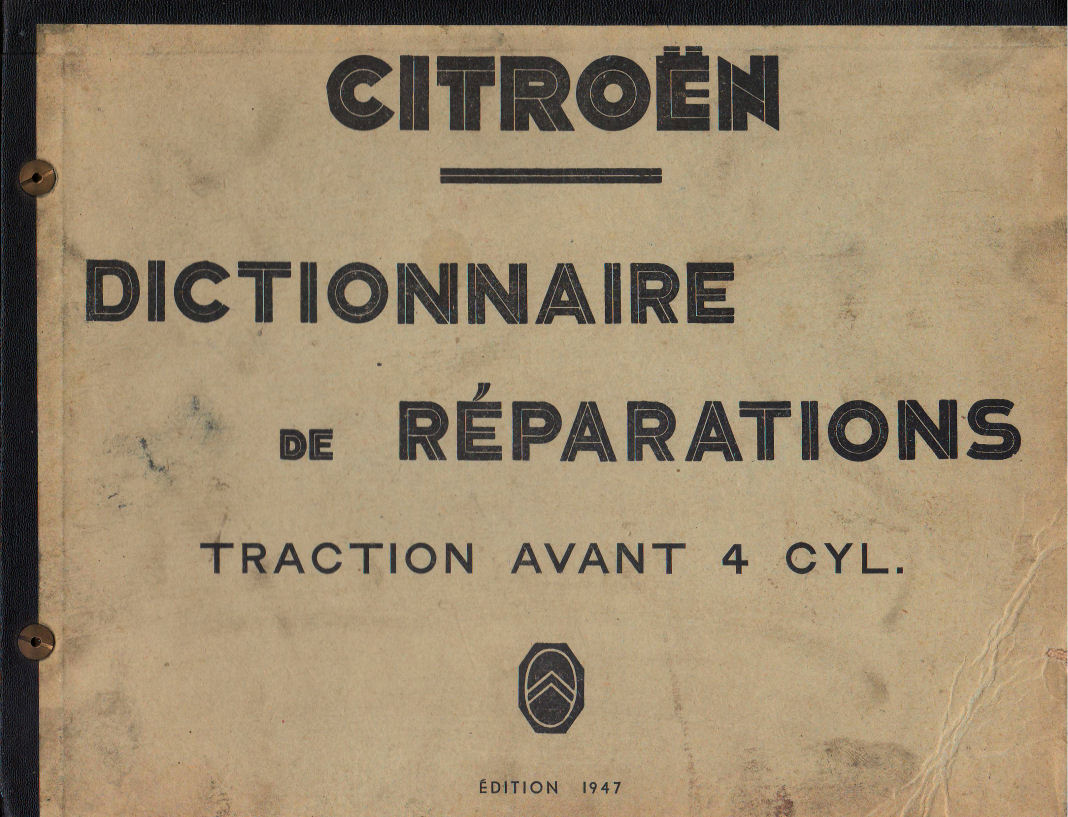 CITROËN
DICTIONNAIRE
DE RÉPARATIONS
TRACTION AVANT 4 CYL.
ÉDITION 1947